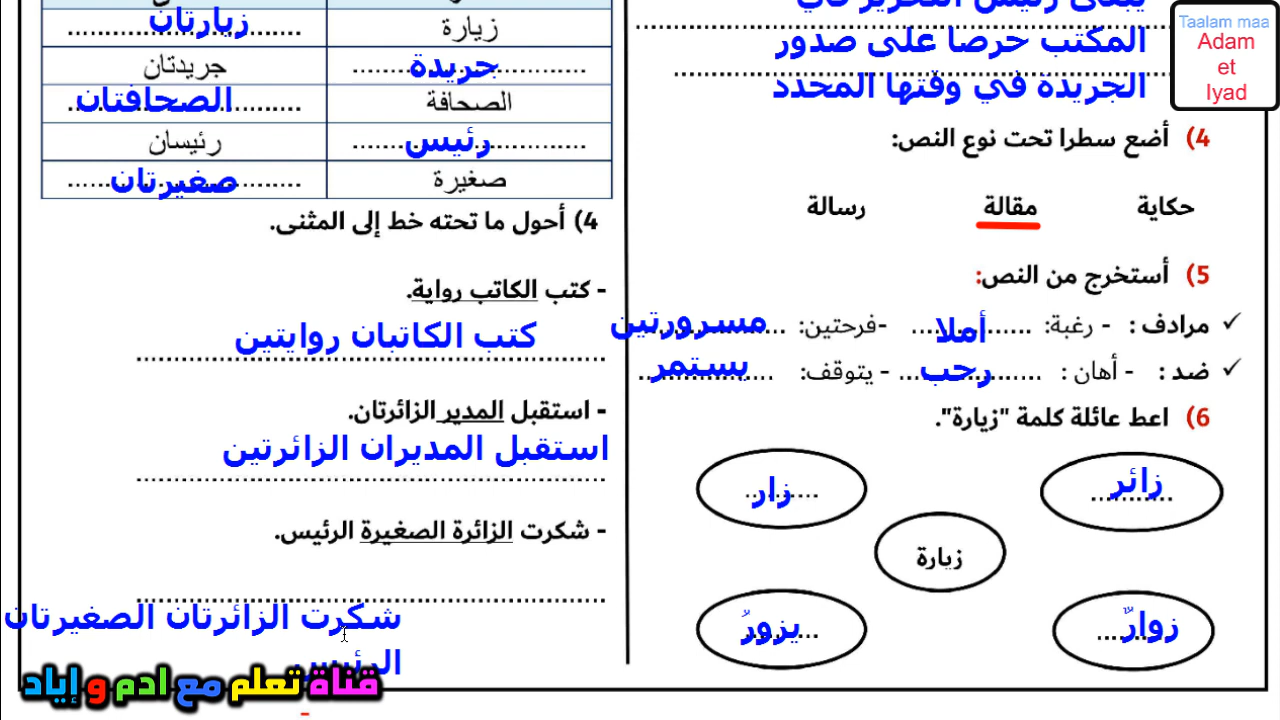 Taalam maa
Adam
et
Iyad
يبقى رئيس التحرير في
المكتب حرصا على صدور
الجريدة في وقتها المحدد
4) أضع سطرا تحت نوع النص:
حكاية مقالة رسالة
5) أستخرج من النص:
✓ مرادف : - رغبة: أملا -فرحتين: مسرورتين
✓ ضد : - أهان : رحب - يتوقف: يستمر
6) اعط عائلة كلمة "زيارة".
زائر زار
زيارة
زوارٌ يزورُ
زيارة زيارتان
جريدة جريدتان
الصحافة الصحافتان
رئيس رئيسان
صغيرة صغيرتان
4) أحول ما تحته خط إلى المثنى.
- كتب الكاتب رواية.
كتب الكاتبان روايتين
- استقبل المدير الزائرتان.
استقبل المديران الزائرتين
- شكرت الزائرة الصغيرة الرئيس.
شكرت الزائرتان الصغيرتان
الرئيس
قناة تعلم مع ادم و إياد